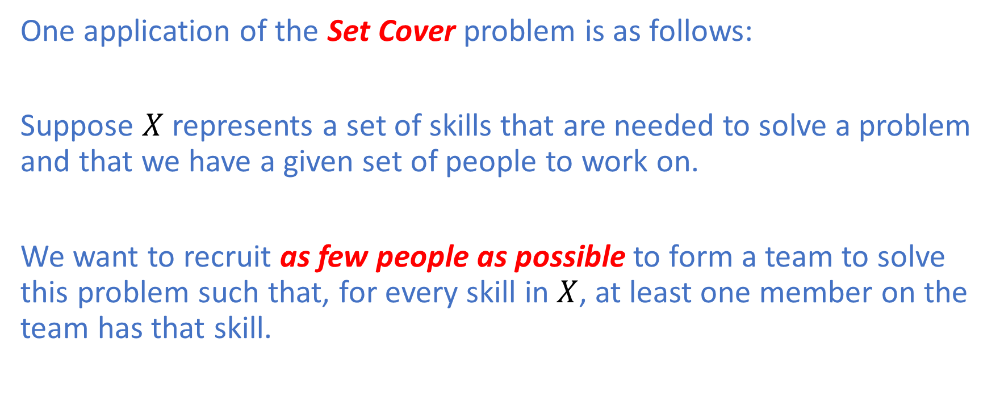 One application of the Set Cover problem is as follows:
Suppose X represents a set of skills that are needed to solve a problem
and that we have a given set of people to work on.
We want to recruit as few people as possible to form a team to solve
this problem such that, for every skill in X, at least one member on the
team has that skill.